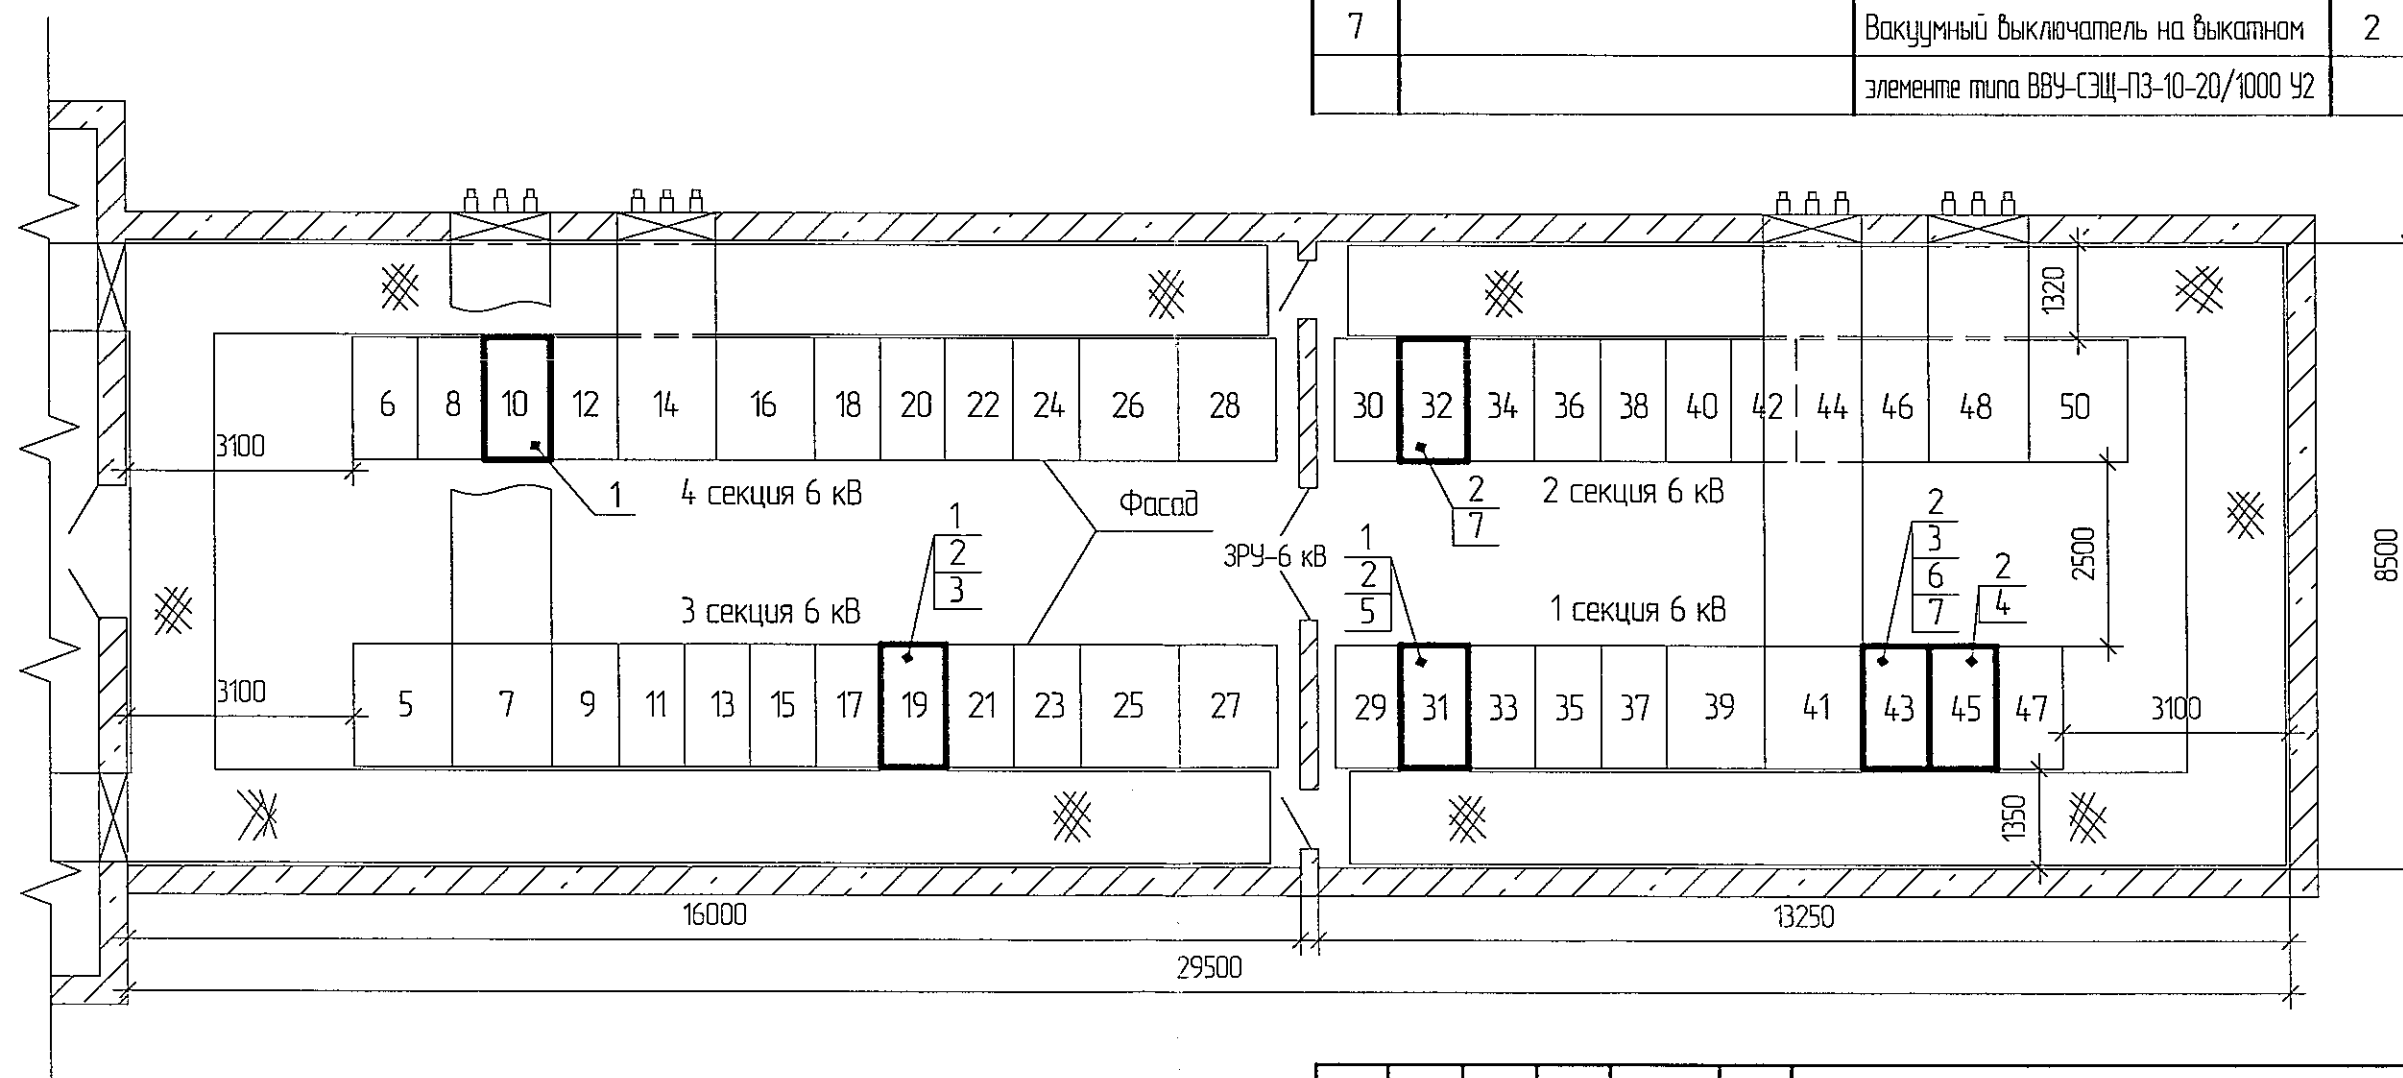 7 Вакуумный выключатель на выкатном 2
элементе типа ВВУ-СЭЩ-П3-10-20/1000 У2
1320
6 8 10 12 14 16 18 20 22 24 26 28 30 32 34 36 38 40 42 44 46 48 50
3100
1
4 секция 6 кВ
Фасад
2
7
2 секция 6 кВ
1
2
3
ЗРУ-6 кВ
1
2
5
2
3
6
7
2
4
2500
8500
3 секция 6 кВ
1 секция 6 кВ
3100
5 7 9 11 13 15 17 19 21 23 25 27 29 31 33 35 37 39 41 43 45 47
3100
1350
16000
13250
29500